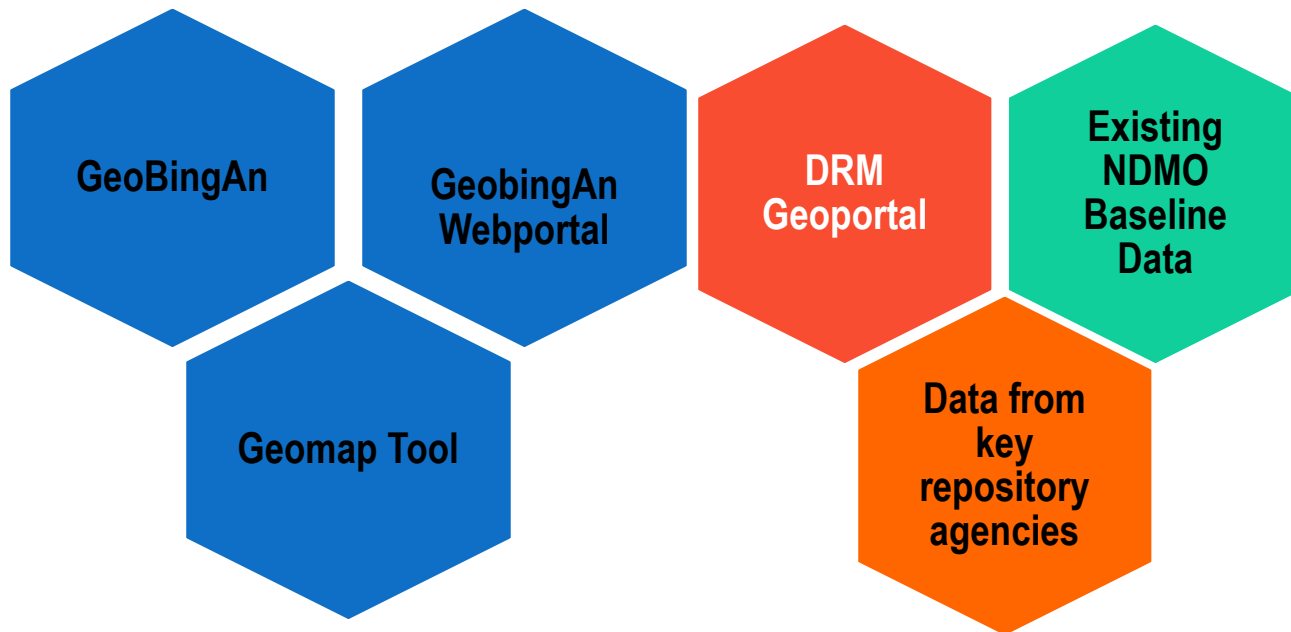 GeoBingAn
GeobingAn
Webportal
DRM
Geoportal
Existing
NDMO
Baseline
Data
Geomap Tool
Data from
key
repository
agencies